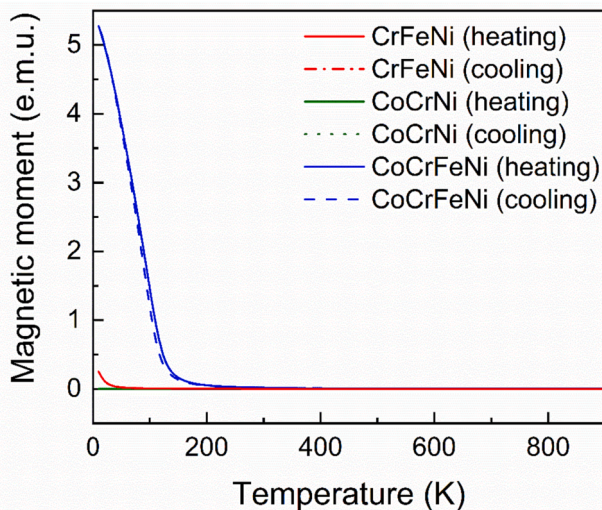 CrFeNi (heating)
CrFeNi (cooling)
CoCrNi (heating)
CoCrNi (cooling)
CoCrFeNi (heating)
CoCrFeNi (cooling)
Magnetic moment (e.m.u.)
5
4
3
2
1
0
0 200 400 600 800
Temperature (K)